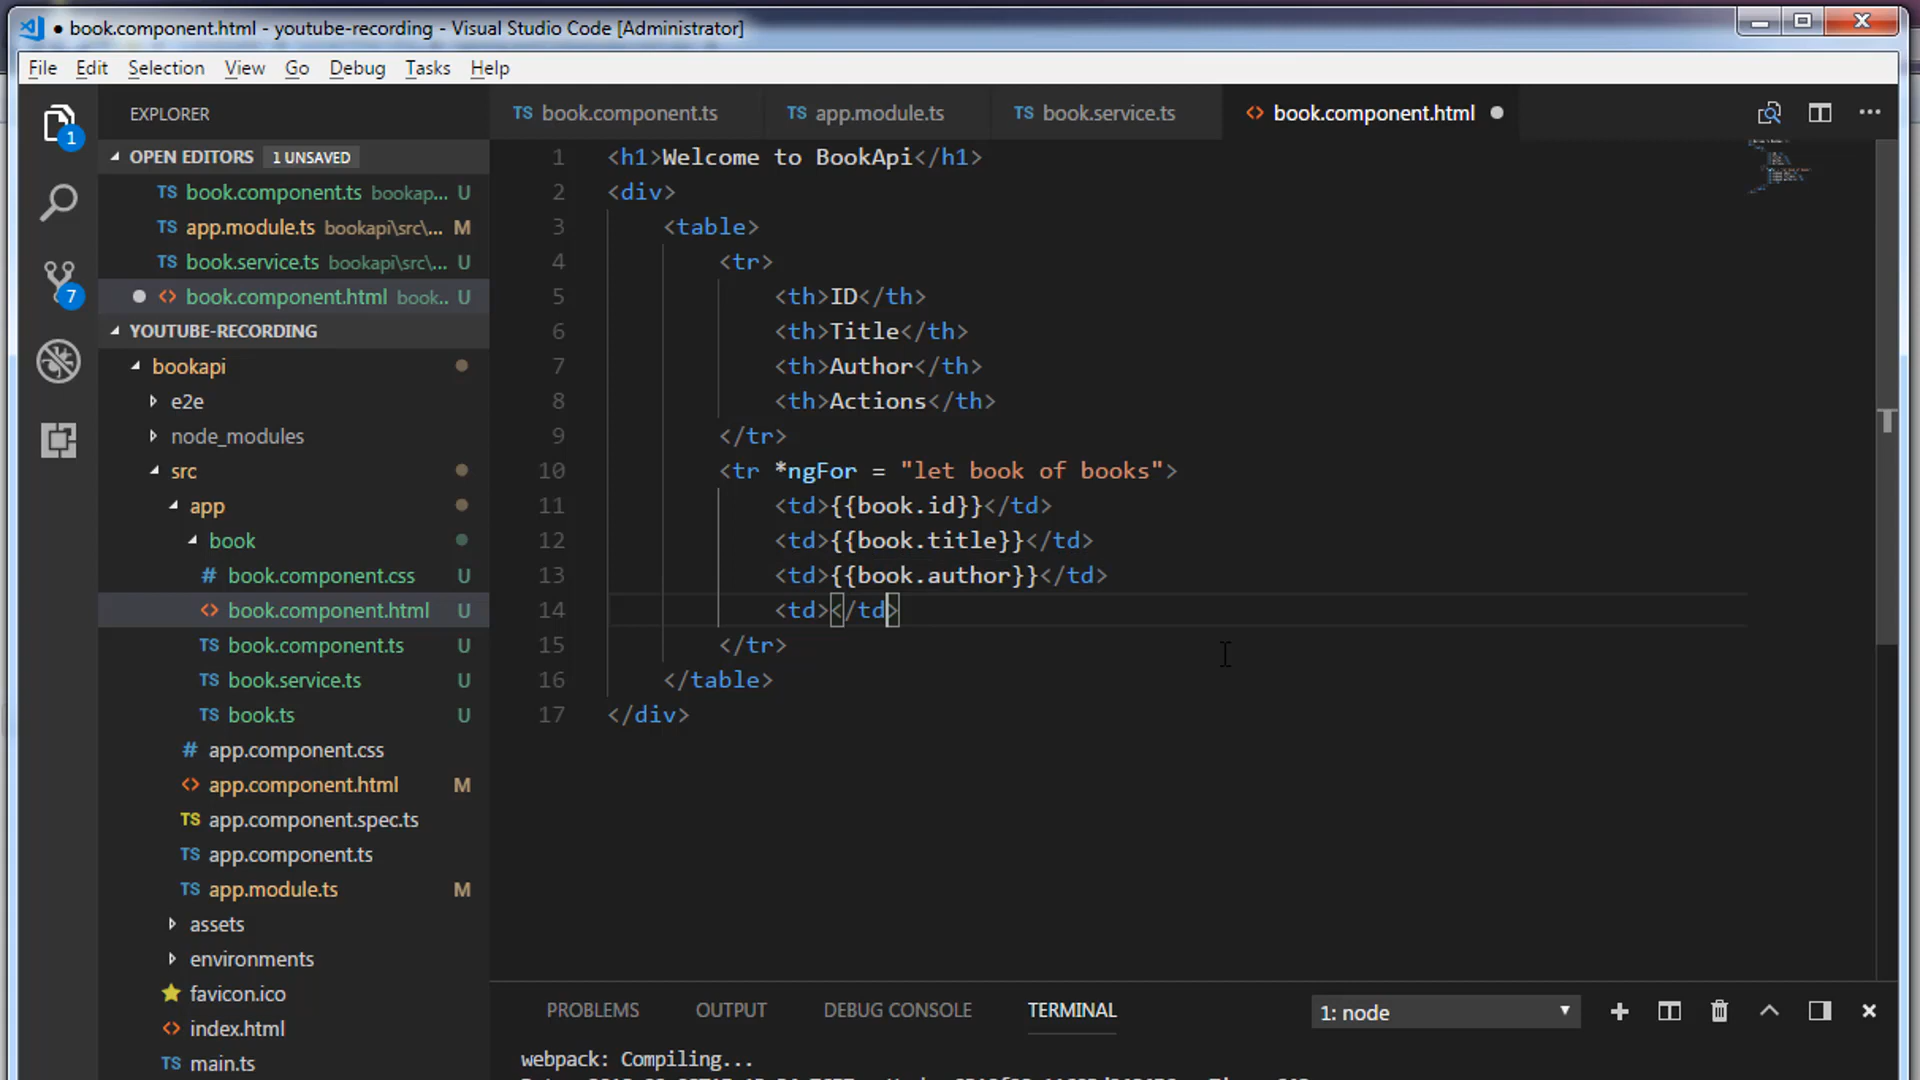 book.component.html - youtube-recording - Visual Studio Code [Administrator]
File Edit Selection View Go Debug Tasks Help
EXPLORER
1
OPEN EDITORS 1 UNSAVED
TS book.component.ts bookap... U
TS app.module.ts bookapi\src\... M
TS book.service.ts bookapi\src\... U
<> book.component.html book.. U
7
YOUTUBE-RECORDING
bookapi
e2e
node_modules
src
app
book
# book.component.css U
<> book.component.html U
TS book.component.ts U
TS book.service.ts U
TS book.ts U
# app.component.css
<> app.component.html M
TS app.component.spec.ts
TS app.component.ts
TS app.module.ts M
assets
environments
favicon.ico
<> index.html
TS main.ts
TS book.component.ts TS app.module.ts TS book.service.ts <> book.component.html
1 <h1>Welcome to BookApi</h1>
2 <div>
3 <table>
4 <tr>
5 <th>ID</th>
6 <th>Title</th>
7 <th>Author</th>
8 <th>Actions</th>
9 </tr>
10 <tr *ngFor = "let book of books">
11 <td>{{book.id}}</td>
12 <td>{{book.title}}</td>
13 <td>{{book.author}}</td>
14 <td></td>
15 </tr>
16 </table>
17 </div>
PROBLEMS OUTPUT DEBUG CONSOLE TERMINAL 1: node
webpack: Compiling...